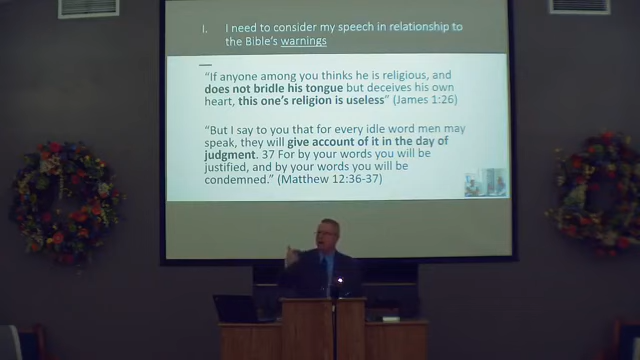 I. I need to consider my speech in relationship to
the Bible's warnings
“If anyone among you thinks he is religious, and
does not bridle his tongue but deceives his own
heart, this one's religion is useless” (James 1:26)
“But I say to you that for every idle word men may
speak, they will give account of it in the day of
judgment. 37 For by your words you will be
justified, and by your words you will be
condemned.” (Matthew 12:36-37)